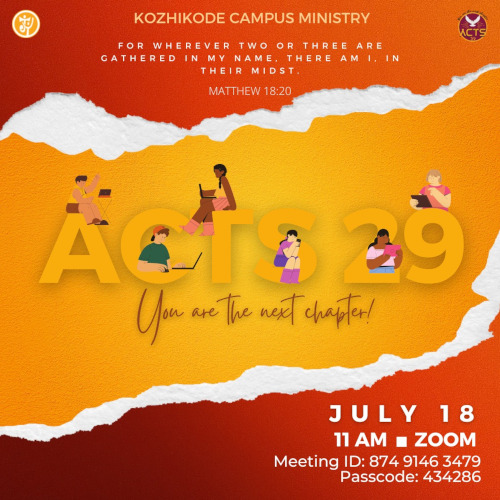 KOZHIKODE CAMPUS MINISTRY
FOR WHEREVER TWO OR THREE ARE
GATHERED IN MY NAME, THERE AM I, IN
THEIR MIDST.
MATTHEW 18:20
ACTS
ACTS 29
You are the next chapter!
JULY 18
11 AM ■ ZOOM
Meeting ID: 874 9146 3479
Passcode: 434286